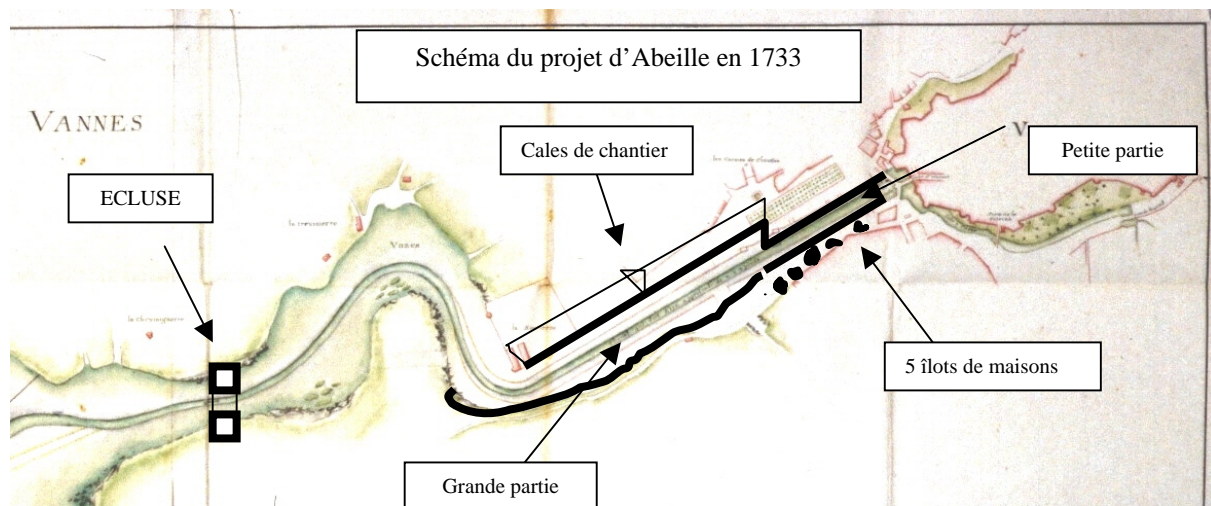 Schéma du projet d’Abeille en 1733
VANNES
Cales de chantier
V
Petite partie
ECLUSE
Vanes
5 îlots de maisons
Grande partie